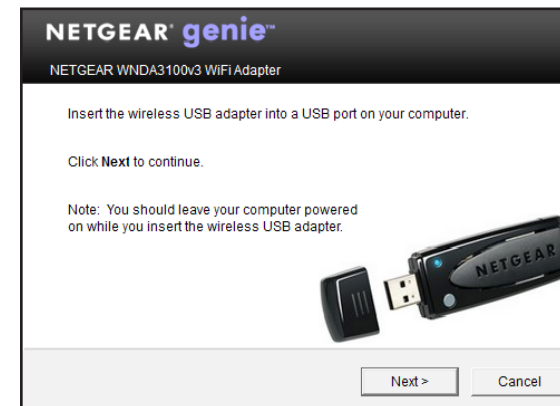 NETGEAR® genie™
NETGEAR WNDA3100v3 WiFi Adapter
Insert the wireless USB adapter into a USB port on your computer.
Click Next to continue.
Note: You should leave your computer powered
on while you insert the wireless USB adapter.
NETGEAR
Next >
Cancel